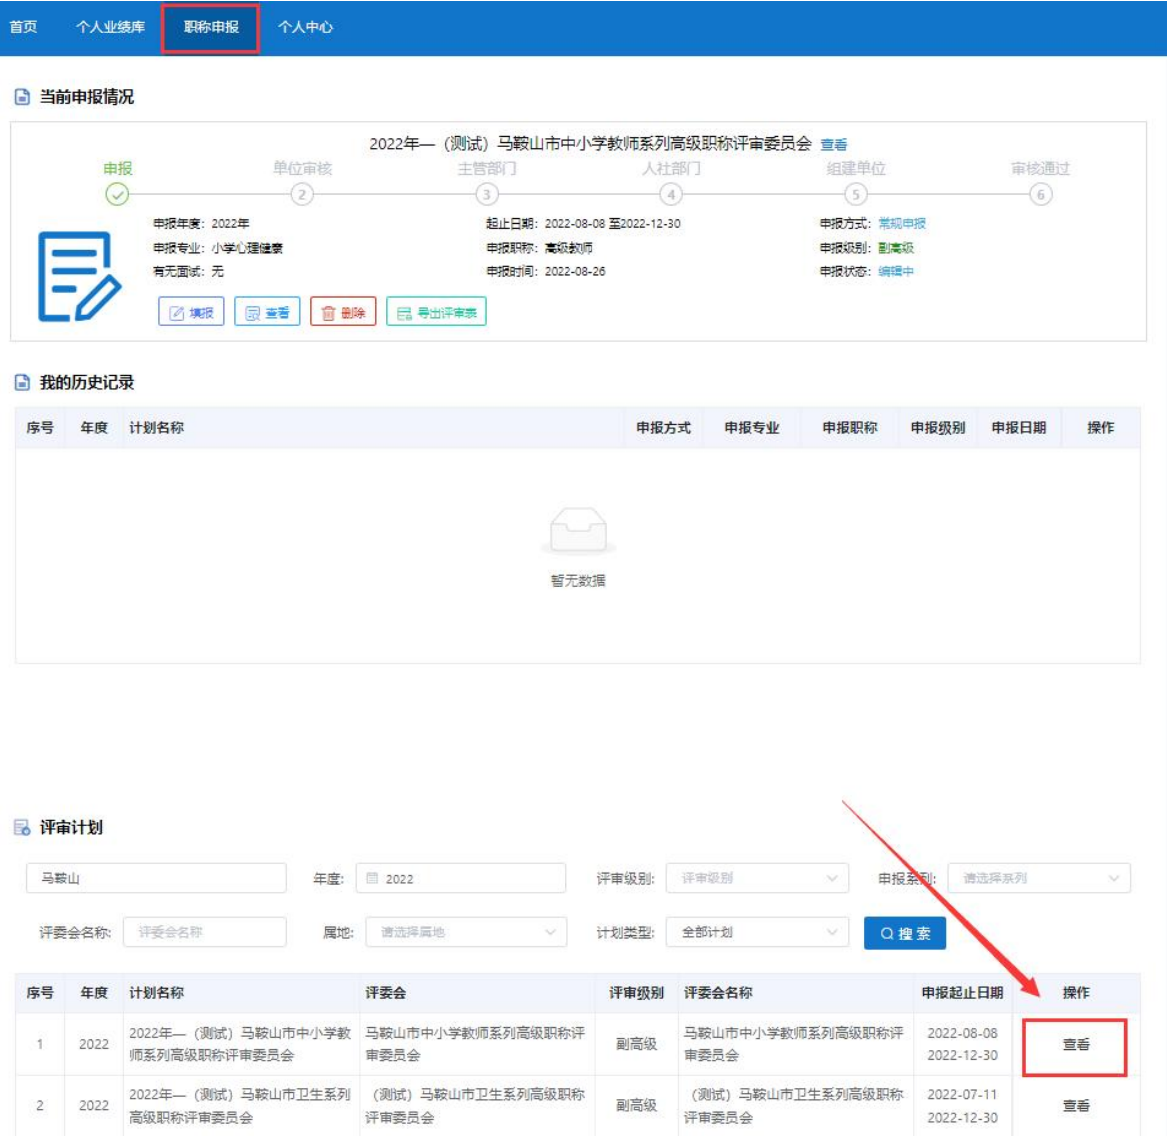 首页 个人业绩库 职称申报 个人中心
当前申报情况
2022年—（测试）马鞍山市中小学教师系列高级职称评审委员会 查看
申报 单位审核 主管部门 人社部门 组建单位 审核通过
2 3 4 5 6
申报年度：2022年 起止日期：2022-08-08 至2022-12-30 申报方式：常规申报
申报专业：小学心理健康 申报职称：高级教师 申报级别：副高级
有无面试：无 申报时间：2022-08-26 申报状态：编辑中
填报 查看 删除 导出评审表
我的历史记录
序号 年度 计划名称 申报方式 申报专业 申报职称 申报级别 申报日期 操作
暂无数据
评审计划
马鞍山 年度: 2022 评审级别: 评审级别 申报系列: 请选择系列
评委会名称: 评委会名称 属地: 请选择属地 计划类型: 全部计划 搜索
序号 年度 计划名称 评委会 评审级别 评委会名称 申报起止日期 操作
2022年—（测试）马鞍山市中小学教 马鞍山市中小学教师系列高级职称评 马鞍山市中小学教师系列高级职称评 2022-08-08
1 2022 副高级 查看
师系列高级职称评审委员会 审委员会 审委员会 2022-12-30
2022年—（测试）马鞍山市卫生系列 （测试）马鞍山市卫生系列高级职称 （测试）马鞍山市卫生系列高级职称 2022-07-11
2 2022 副高级 查看
高级职称评审委员会 评审委员会 评审委员会 2022-12-30